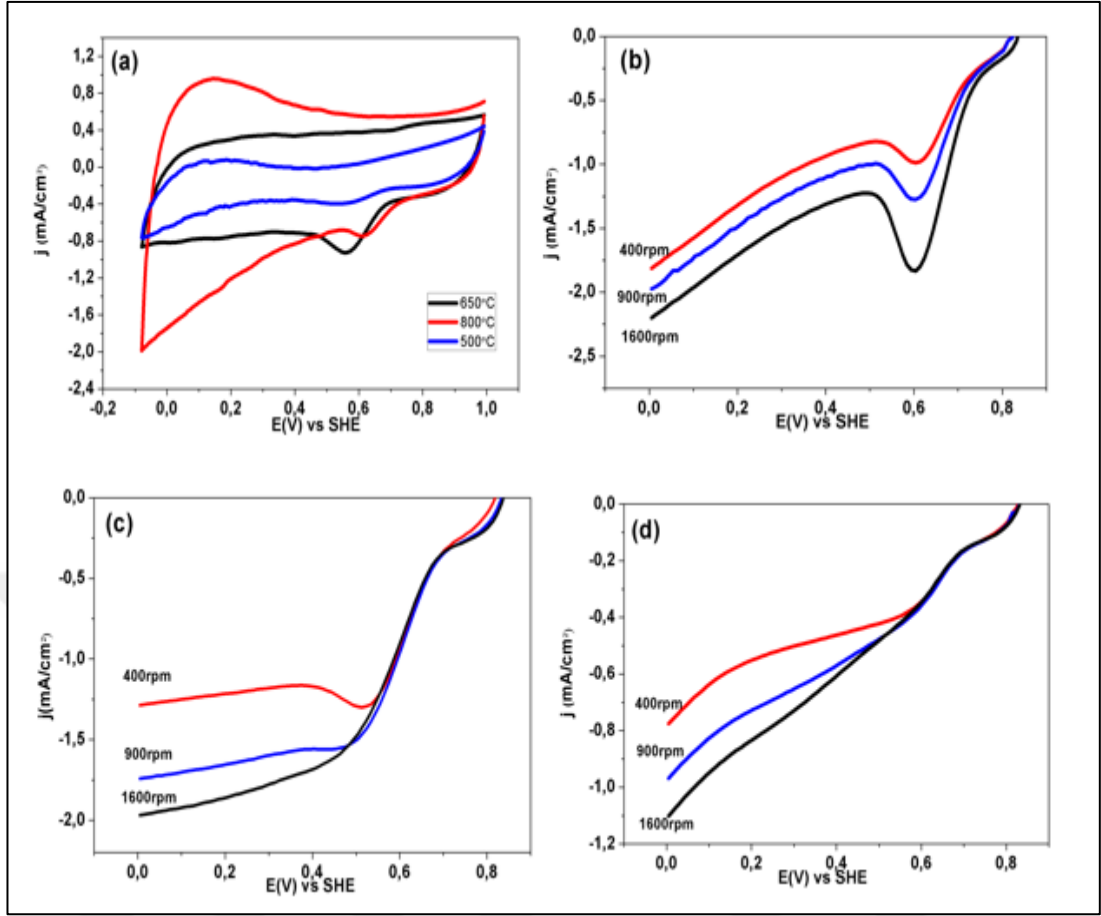 (a)
1,2
0,8
0,4
0,0
-0,4
-0,8
-1,2
-1,6
-2,0
-2,4
j (mA/cm²)
650°C
800°C
500°C
-0,2 0,0 0,2 0,4 0,6 0,8 1,0
E(V) vs SHE
(b)
0,0
-0,5
-1,0
-1,5
-2,0
-2,5
j (mA/cm²)
400rpm
900rpm
1600rpm
0,0 0,2 0,4 0,6 0,8
E(V) vs SHE
(c)
0,0
-0,5
-1,0
-1,5
-2,0
j(mA/cm²)
400rpm
900rpm
1600rpm
0,0 0,2 0,4 0,6 0,8
E(V) vs SHE
(d)
0,0
-0,2
-0,4
-0,6
-0,8
-1,0
-1,2
j (mA/cm²)
400rpm
900rpm
1600rpm
0,0 0,2 0,4 0,6 0,8
E(V) vs SHE